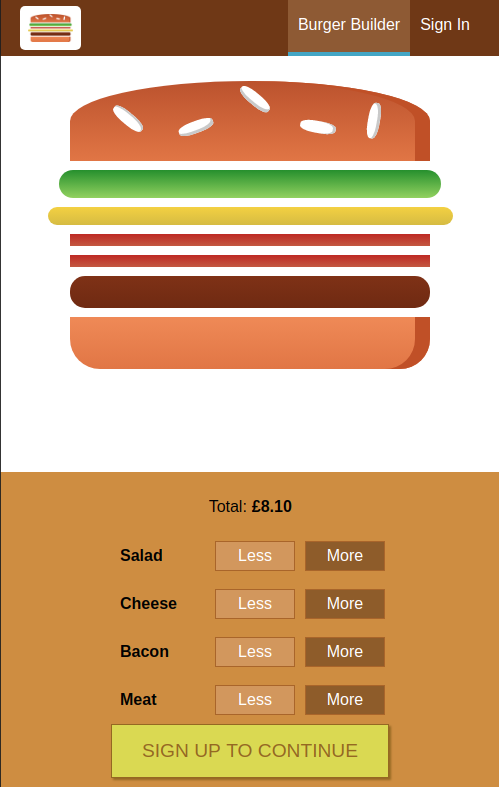 Burger Builder Sign In
Total: £8.10
Salad Less More
Cheese Less More
Bacon Less More
Meat Less More
SIGN UP TO CONTINUE